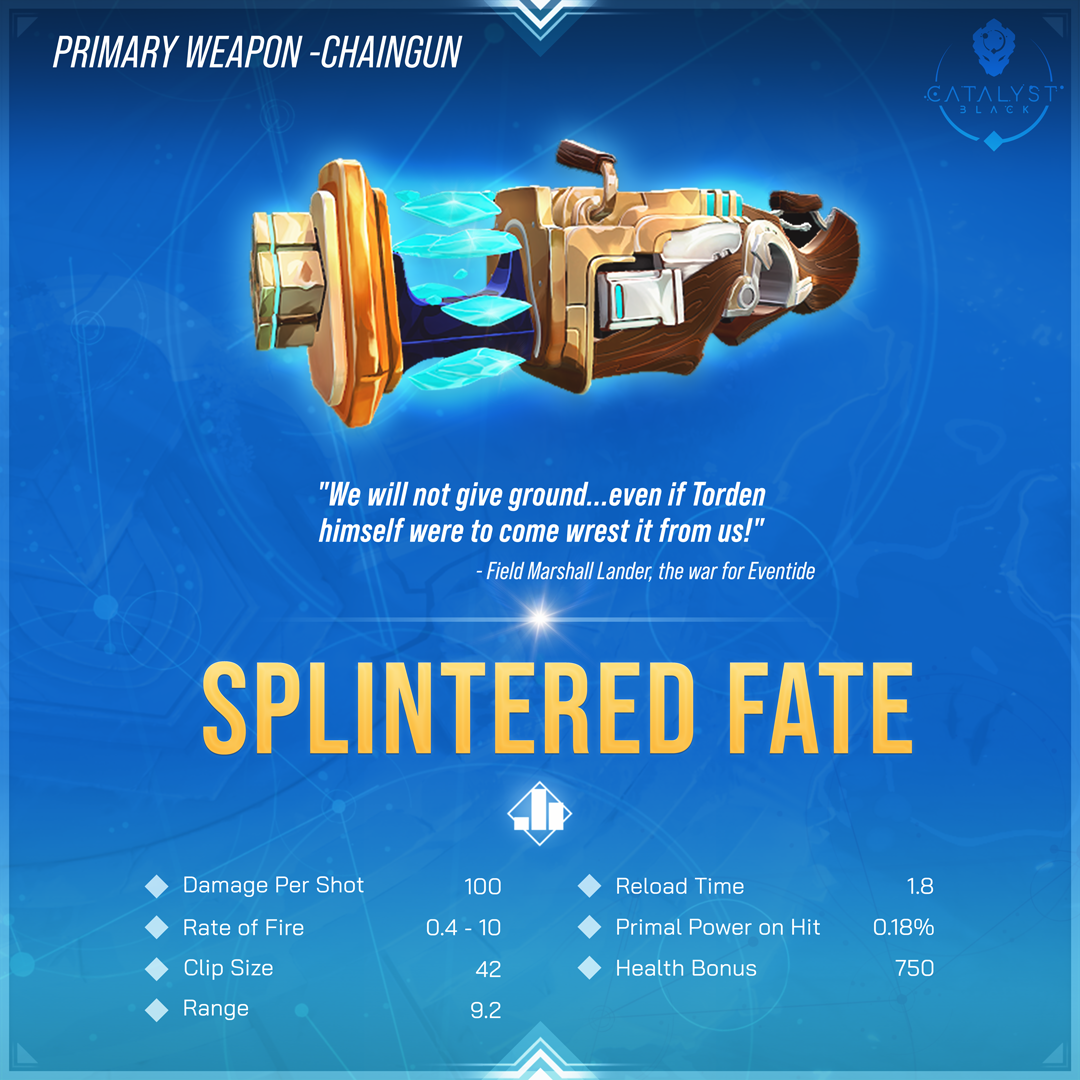 PRIMARY WEAPON -CHAINGUN
CATALYST
BLACK
"We will not give ground...even if Torden
himself were to come wrest it from us!"
- Field Marshall Lander, the war for Eventide
SPLINTERED FATE
Damage Per Shot 100
Rate of Fire 0.4 - 10
Clip Size 42
Range 9.2
Reload Time 1.8
Primal Power on Hit 0.18%
Health Bonus 750